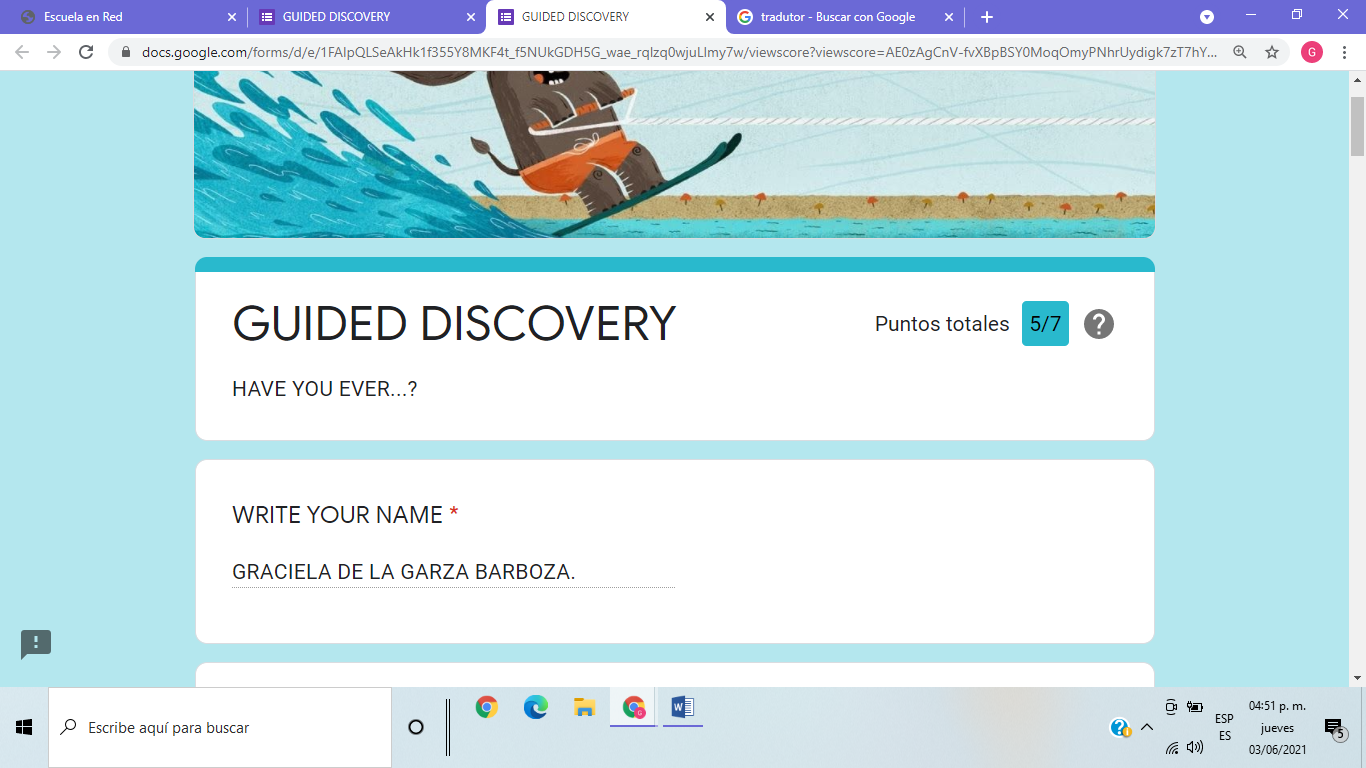 Escuela en Red
GUIDED DISCOVERY
GUIDED DISCOVERY
tradutor - Buscar con Google
docs.google.com/forms/d/e/1FAIpQLSeAkHk1f355Y8MKF4t_f5NUkGDH5G_wae_rqlzq0wjuLlmy7w/viewscore?viewscore=AE0zAgCnV-fvXBpBSY0MoqOmyPNhrUydigk7zT7hY...
G
GUIDED DISCOVERY
Puntos totales 5/7
HAVE YOU EVER...?
WRITE YOUR NAME *
GRACIELA DE LA GARZA BARBOZA.
Escribe aquí para buscar
ESP
ES
04:51 p. m.
jueves
03/06/2021
5